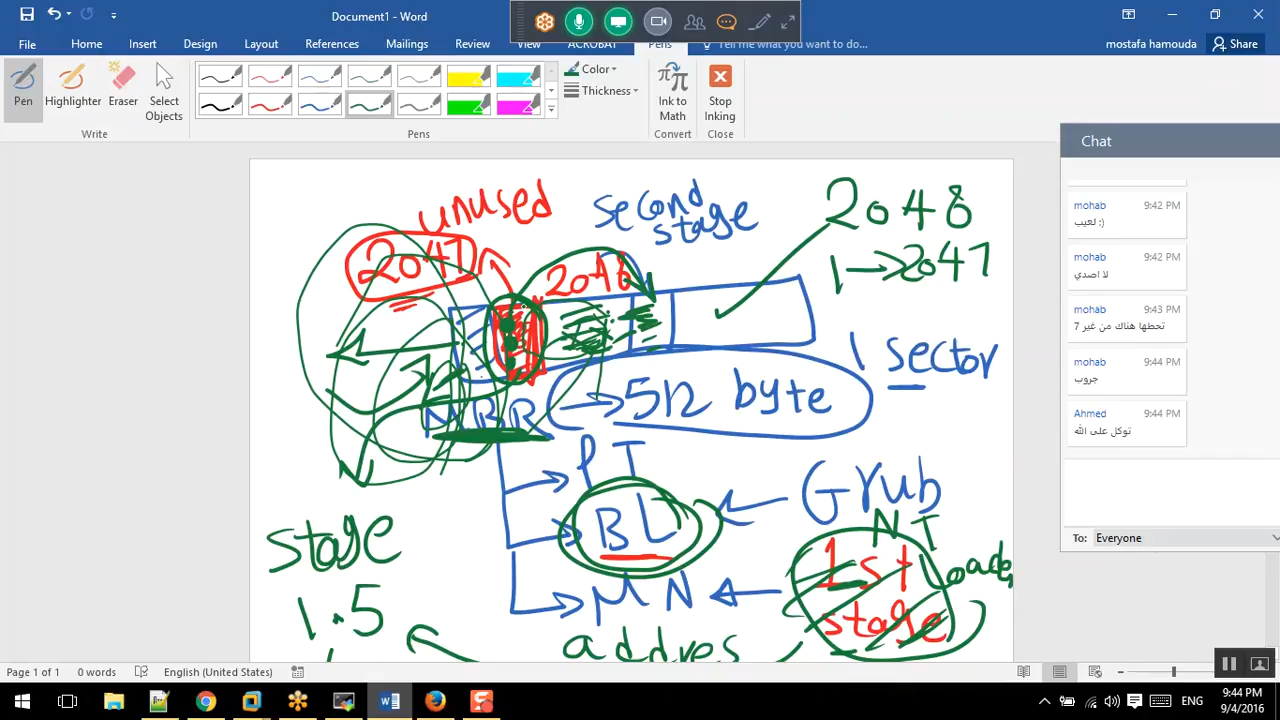 Document1 - Word
File
Home
Insert
Design
Layout
References
Mailings
Review
View
ACROBAT
Pens
Tell me what you want to do...
mostafa hamouda
Share
Pen
Highlighter
Eraser
Select Objects
Color
Thickness
Ink to Math
Stop Inking
Write
Pens
Convert
Close
Chat
mohab 9:42 PM
لعيب :)
mohab 9:42 PM
لا اصدي
mohab 9:43 PM
تحطها هناك من غير 7
mohab 9:44 PM
جروب
Ahmed 9:44 PM
توكل على الله
To: Everyone
unused
second stage
2048
2047
1 → 2047
2048
1 sector
MBR → 512 byte
PT
BL
Grub
MN
NT
1st
stage
Loader
stage
1.5
addres
Page 1 of 1
0 words
English (United States)
ENG
9:44 PM
9/4/2016